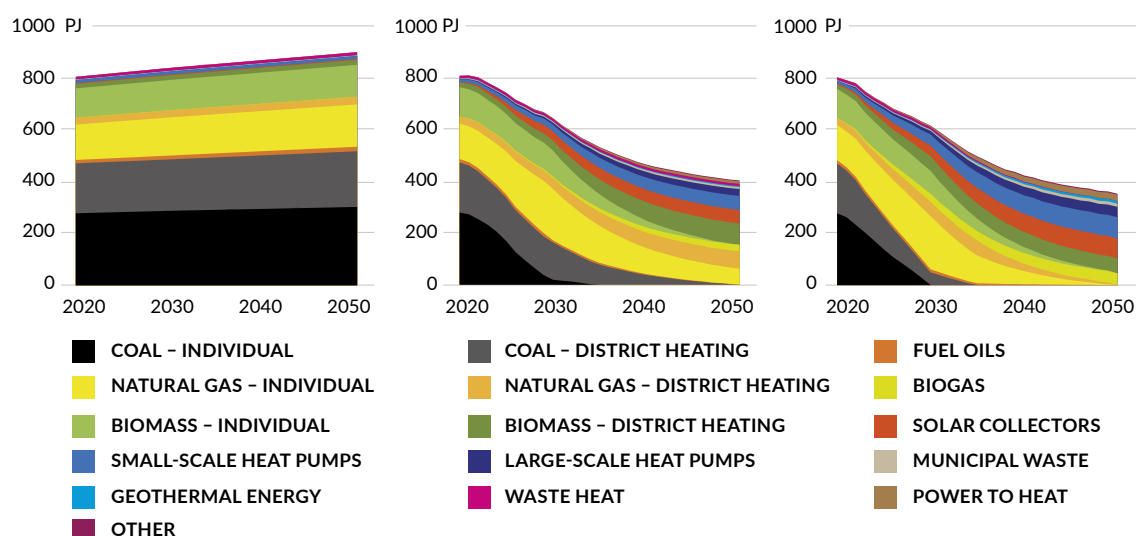 1000 PJ 1000 PJ 1000 PJ
800 800 800
600 600 600
400 400 400
200 200 200
0 0 0
2020 2030 2040 2050 2020 2030 2040 2050 2020 2030 2040 2050
COAL – INDIVIDUAL COAL – DISTRICT HEATING FUEL OILS
NATURAL GAS – INDIVIDUAL NATURAL GAS – DISTRICT HEATING BIOGAS
BIOMASS – INDIVIDUAL BIOMASS – DISTRICT HEATING SOLAR COLLECTORS
SMALL-SCALE HEAT PUMPS LARGE-SCALE HEAT PUMPS MUNICIPAL WASTE
GEOTHERMAL ENERGY WASTE HEAT POWER TO HEAT
OTHER